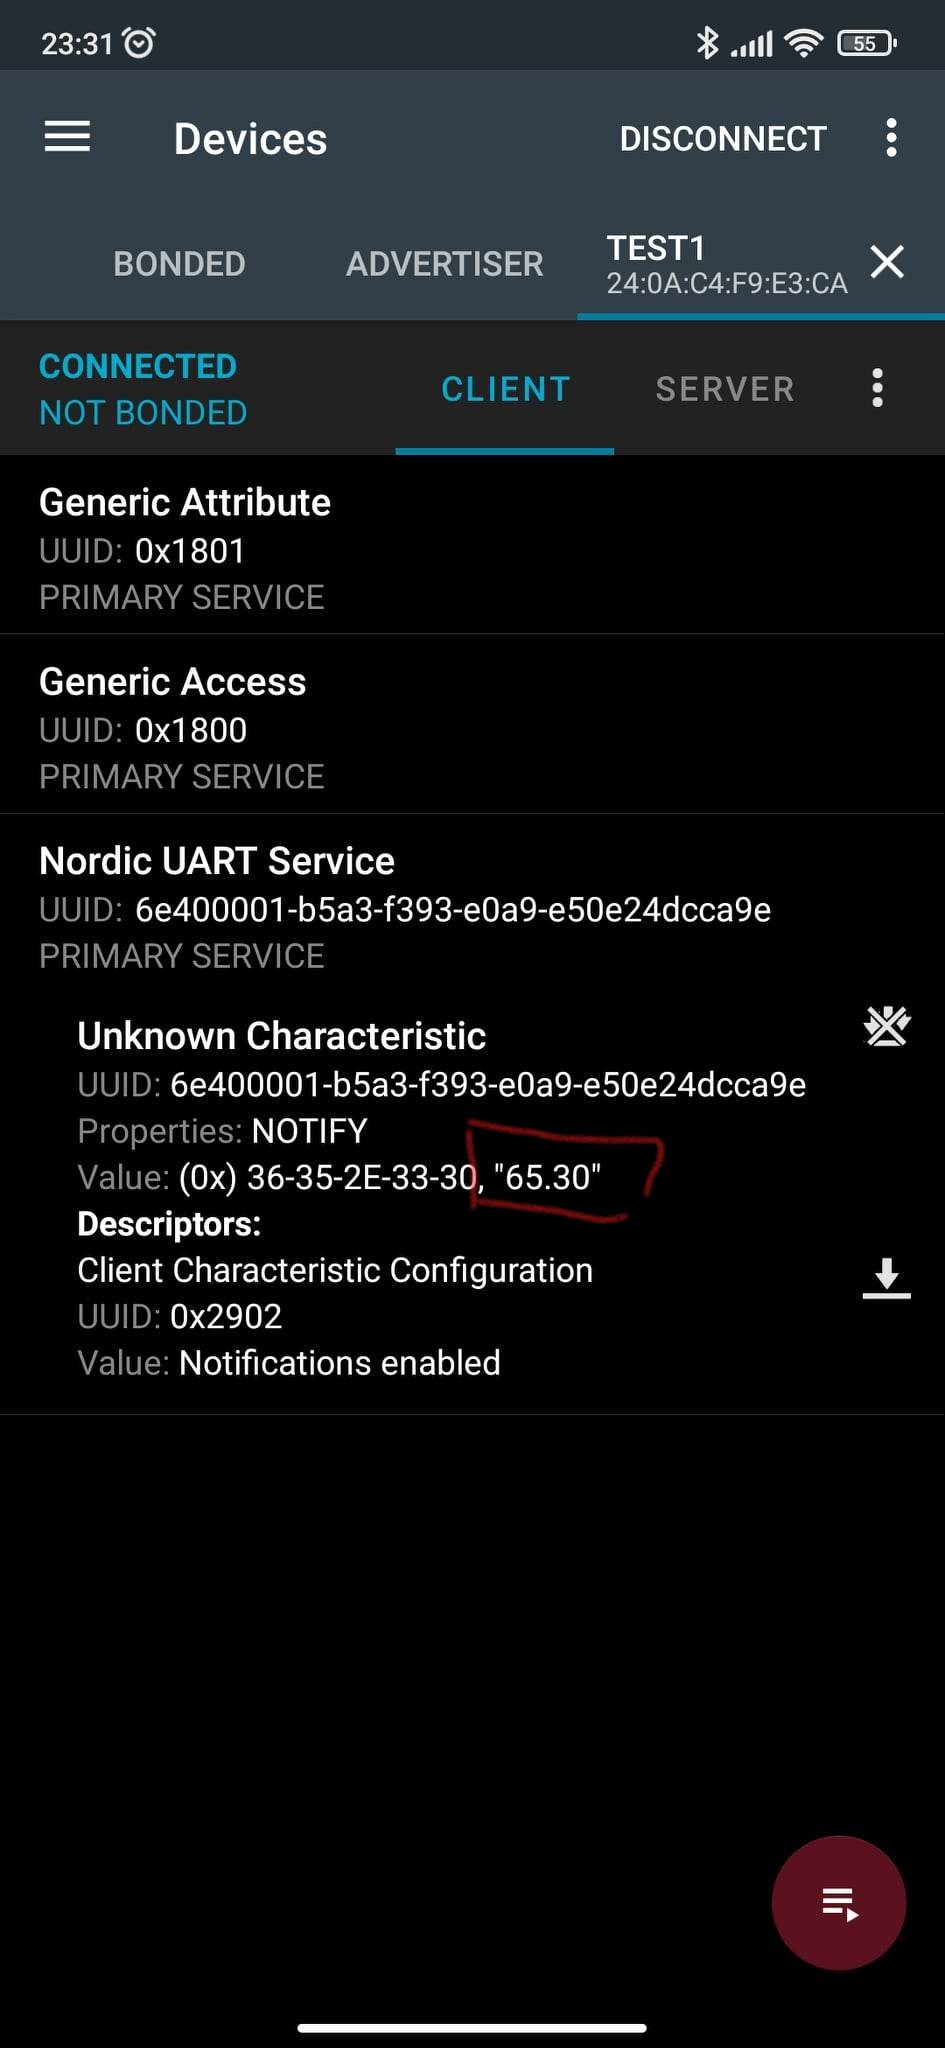 23:31
55
Devices
DISCONNECT
BONDED
ADVERTISER
TEST1
24:0A:C4:F9:E3:CA
CONNECTED
NOT BONDED
CLIENT
SERVER
Generic Attribute
UUID: 0x1801
PRIMARY SERVICE
Generic Access
UUID: 0x1800
PRIMARY SERVICE
Nordic UART Service
UUID: 6e400001-b5a3-f393-e0a9-e50e24dcca9e
PRIMARY SERVICE
Unknown Characteristic
UUID: 6e400001-b5a3-f393-e0a9-e50e24dcca9e
Properties: NOTIFY
Value: (0x) 36-35-2E-33-30, "65.30"
Descriptors:
Client Characteristic Configuration
UUID: 0x2902
Value: Notifications enabled